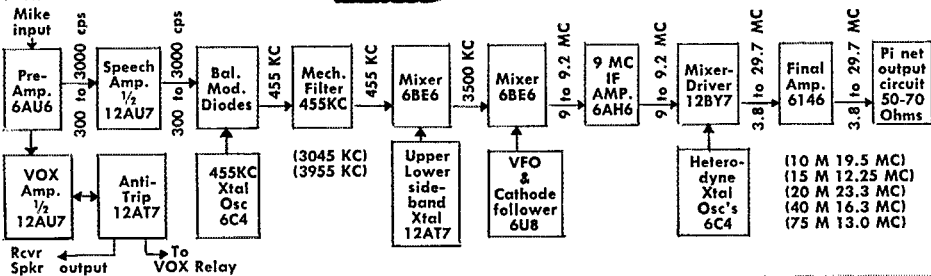 Mike
input
Pre-
Amp.
6AU6
300 to 3000 cps
Speech
Amp.
½
12AU7
300 to 3000 cps
Bal.
Mod.
Diodes
455 KC
Mech.
Filter
455KC
455 KC
Mixer
6BE6
3500 KC
Mixer
6BE6
9 to 9.2 MC
9 MC
IF
AMP.
6AH6
9 to 9.2 MC
Mixer-
Driver
12BY7
3.8 to 29.7 MC
Final
Amp.
6146
3.8 to 29.7 MC
Pi net
output
circuit
50-70
Ohms
VOX
Amp.
½
12AU7
Anti-
Trip
12AT7
455KC
Xtal
Osc
6C4
(3045 KC)
(3955 KC)
Upper
Lower
side-
band
Xtal
12AT7
VFO
&
Cathode
follower
6U8
Hetero-
dyne
Xtal
Osc's
6C4
(10 M 19.5 MC)
(15 M 12.25 MC)
(20 M 23.3 MC)
(40 M 16.3 MC)
(75 M 13.0 MC)
Rcvr
Spkr output
To
VOX Relay